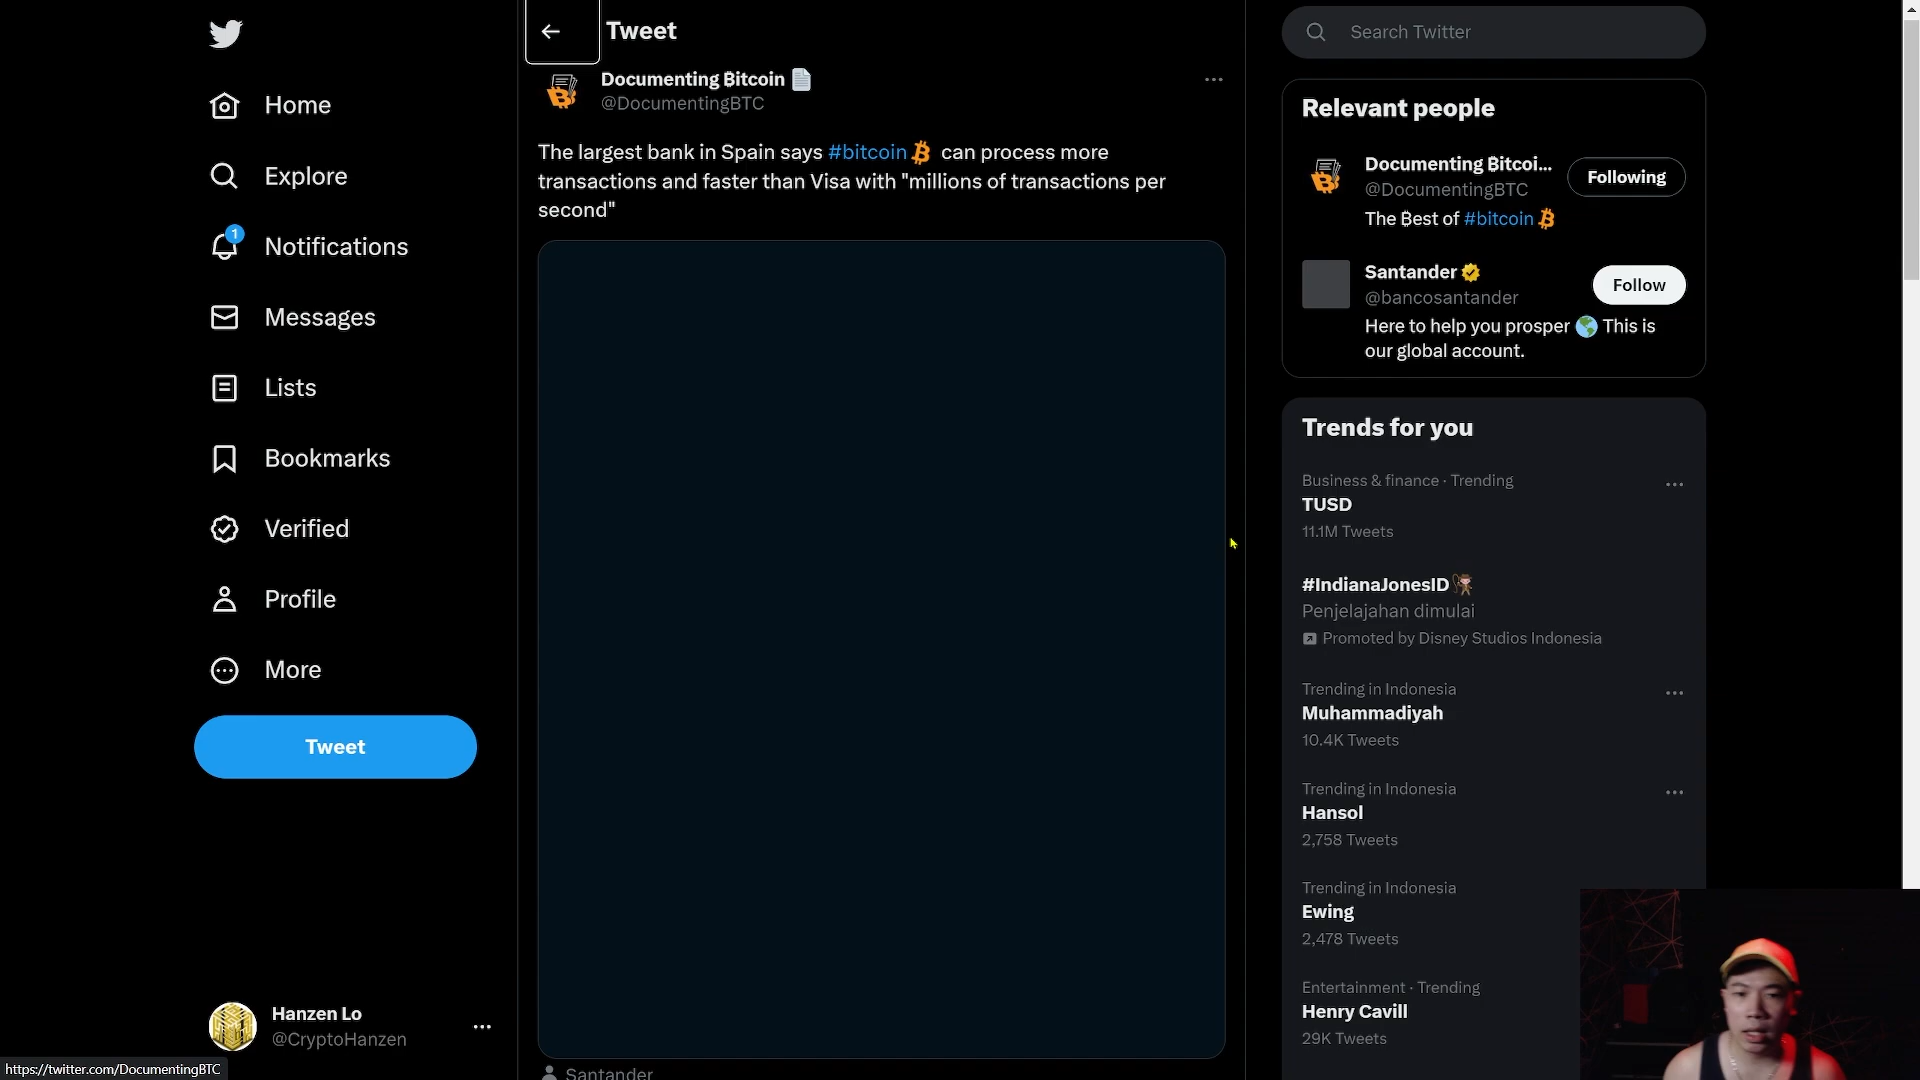 Home
Explore
1
Notifications
Messages
Lists
Bookmarks
Verified
Profile
More
Tweet
Hanzen Lo
@CryptoHanzen
https://twitter.com/DocumentingBTC
Tweet
Documenting ₿itcoin 📄
@DocumentingBTC
The largest bank in Spain says #bitcoin can process more
transactions and faster than Visa with "millions of transactions per
second"
Santander
Search Twitter
Relevant people
Documenting ₿itcoi...
@DocumentingBTC
Following
The ₿est of #bitcoin
Santander
@bancosantander
Follow
Here to help you prosper 🌎 This is
our global account.
Trends for you
Business & finance · Trending
TUSD
11.1M Tweets
#IndianaJonesID
Penjelajahan dimulai
Promoted by Disney Studios Indonesia
Trending in Indonesia
Muhammadiyah
10.4K Tweets
Trending in Indonesia
Hansol
2,758 Tweets
Trending in Indonesia
Ewing
2,478 Tweets
Entertainment · Trending
Henry Cavill
29K Tweets